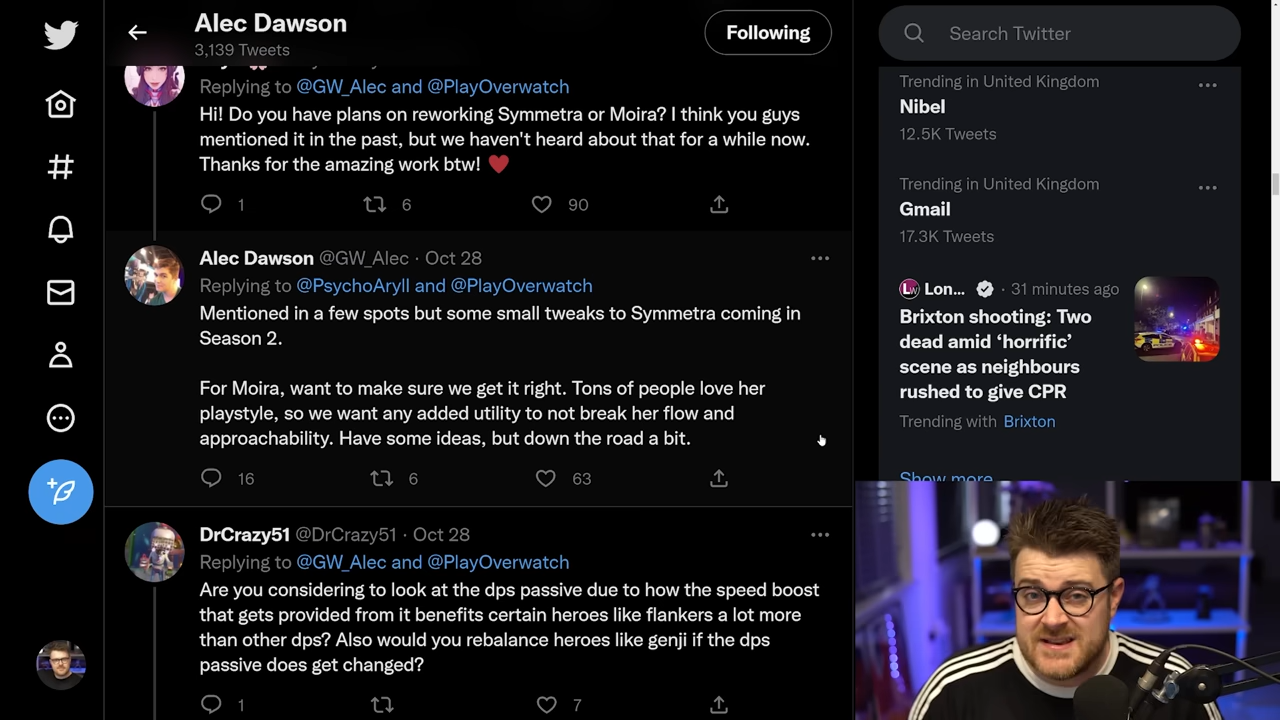 Alec Dawson
3,139 Tweets
Following
Replying to @GW_Alec and @PlayOverwatch
Hi! Do you have plans on reworking Symmetra or Moira? I think you guys
mentioned it in the past, but we haven't heard about that for a while now.
Thanks for the amazing work btw! ❤️
1 6 90
Alec Dawson @GW_Alec · Oct 28
Replying to @PsychoAryll and @PlayOverwatch
Mentioned in a few spots but some small tweaks to Symmetra coming in
Season 2.
For Moira, want to make sure we get it right. Tons of people love her
playstyle, so we want any added utility to not break her flow and
approachability. Have some ideas, but down the road a bit.
16 6 63
DrCrazy51 @DrCrazy51 · Oct 28
Replying to @GW_Alec and @PlayOverwatch
Are you considering to look at the dps passive due to how the speed boost
that gets provided from it benefits certain heroes like flankers a lot more
than other dps? Also would you rebalance heroes like genji if the dps
passive does get changed?
1 7
Search Twitter
Trending in United Kingdom
Nibel
12.5K Tweets
Trending in United Kingdom
Gmail
17.3K Tweets
Lon... · 31 minutes ago
Brixton shooting: Two
dead amid ‘horrific’
scene as neighbours
rushed to give CPR
Trending with Brixton
Show more